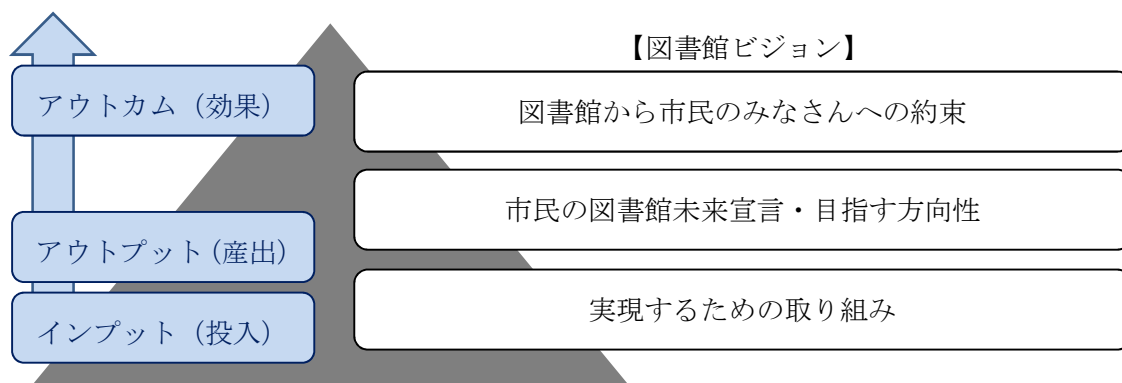 【図書館ビジョン】
アウトカム（効果）
図書館から市民のみなさんへの約束
市民の図書館未来宣言・目指す方向性
アウトプット（産出）
実現するための取り組み
インプット（投入）